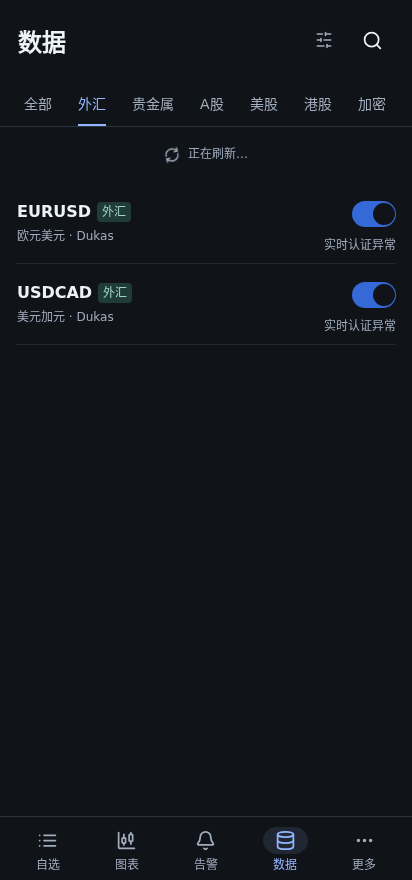 数据
全部 外汇 贵金属 A股 美股 港股 加密
正在刷新...
EURUSD 外汇
欧元美元 · Dukas
实时认证异常
USDCAD 外汇
美元加元 · Dukas
实时认证异常
自选 图表 告警 数据 更多